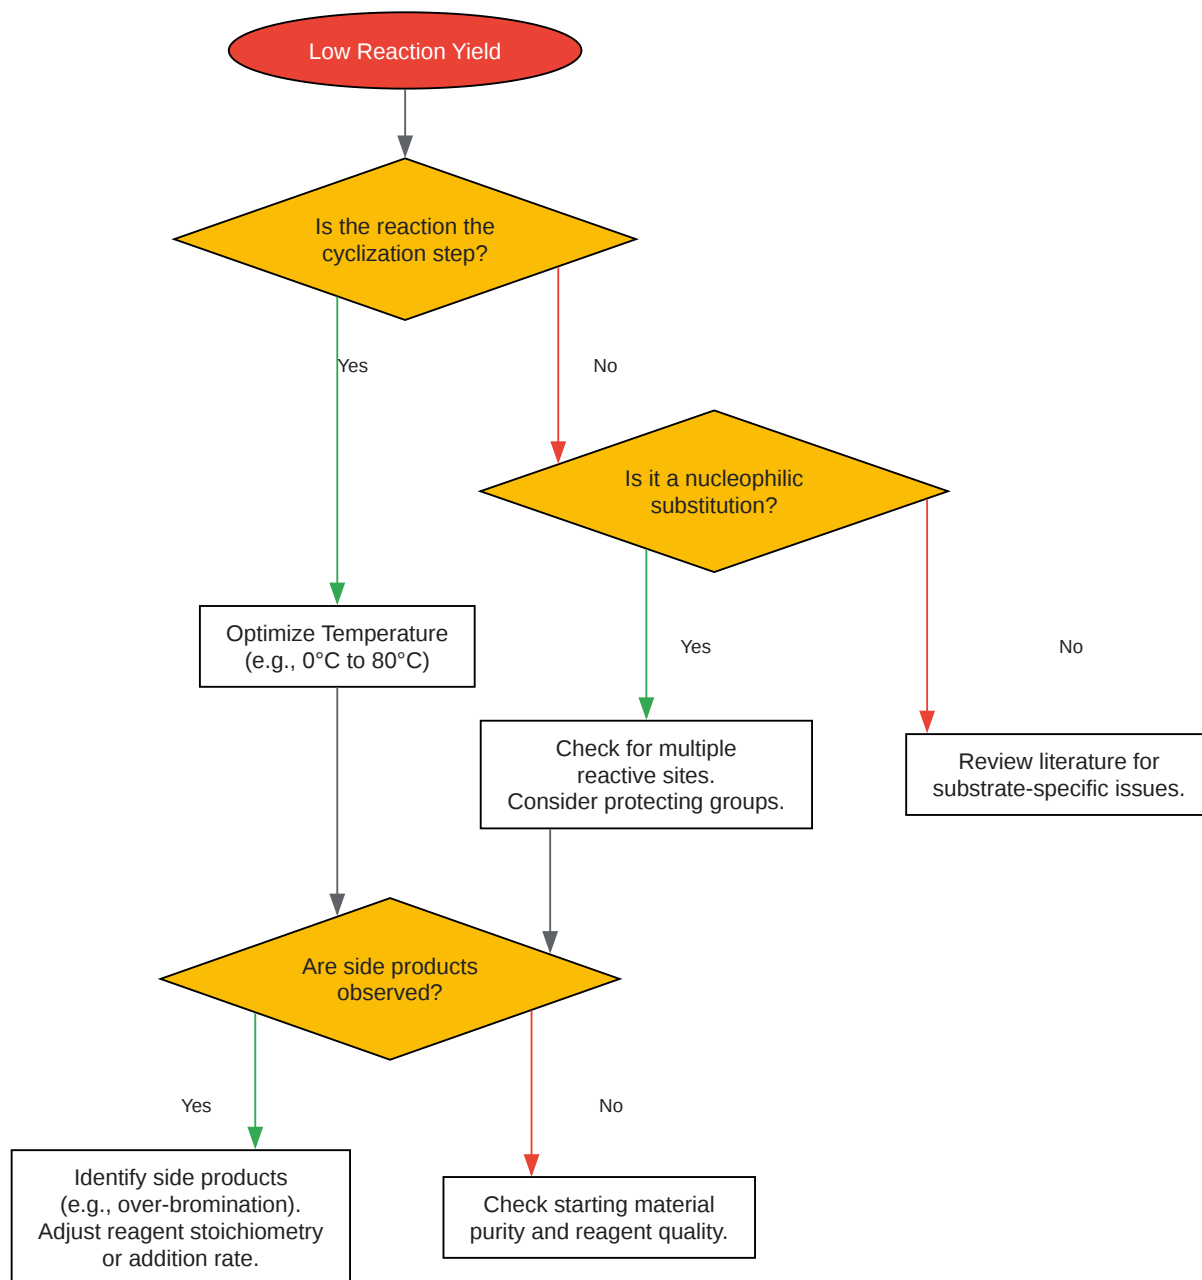 Low Reaction Yield
Is the reaction the
cyclization step?
Yes
No
Is it a nucleophilic
substitution?
Optimize Temperature
(e.g., 0°C to 80°C)
Yes
No
Check for multiple
reactive sites.
Consider protecting groups.
Review literature for
substrate-specific issues.
Are side products
observed?
Yes
No
Identify side products
(e.g., over-bromination).
Adjust reagent stoichiometry
or addition rate.
Check starting material
purity and reagent quality.